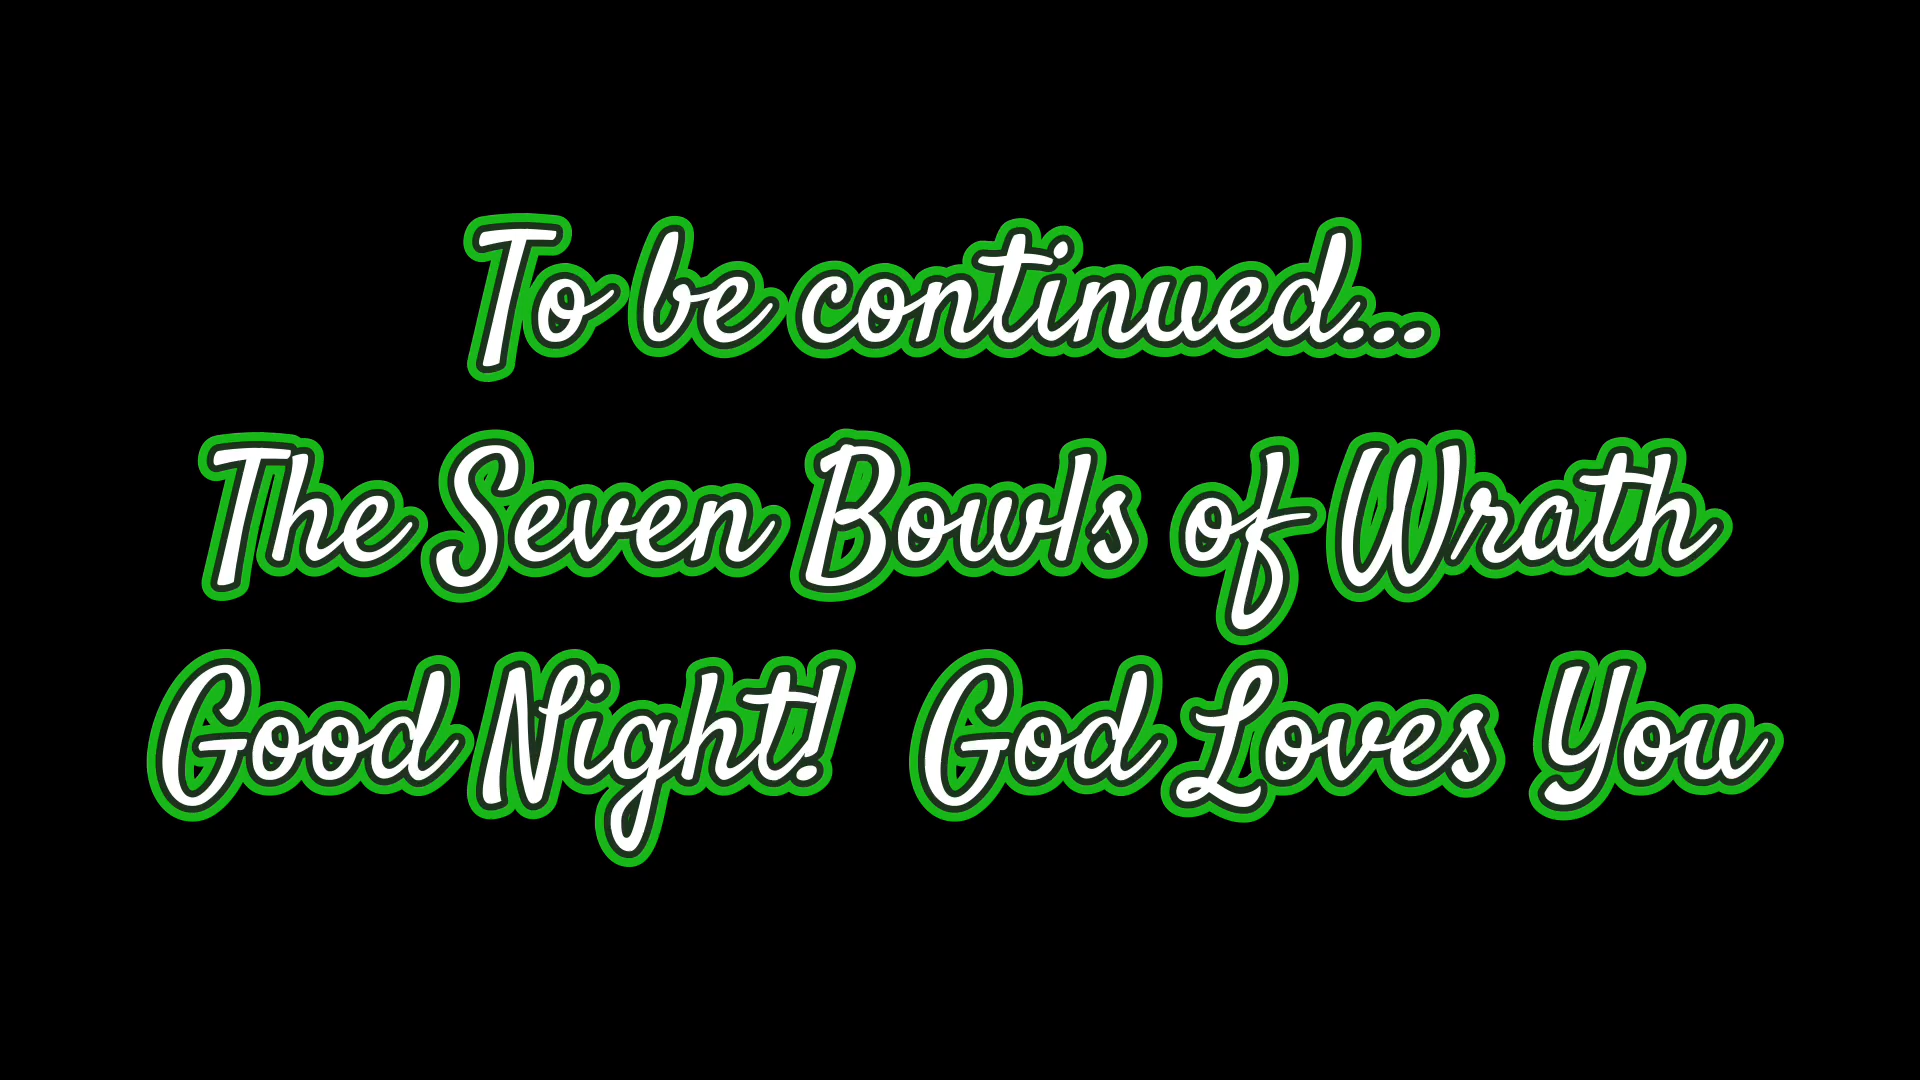 To be continued...
The Seven Bowls of Wrath
Good Night!  God Loves You